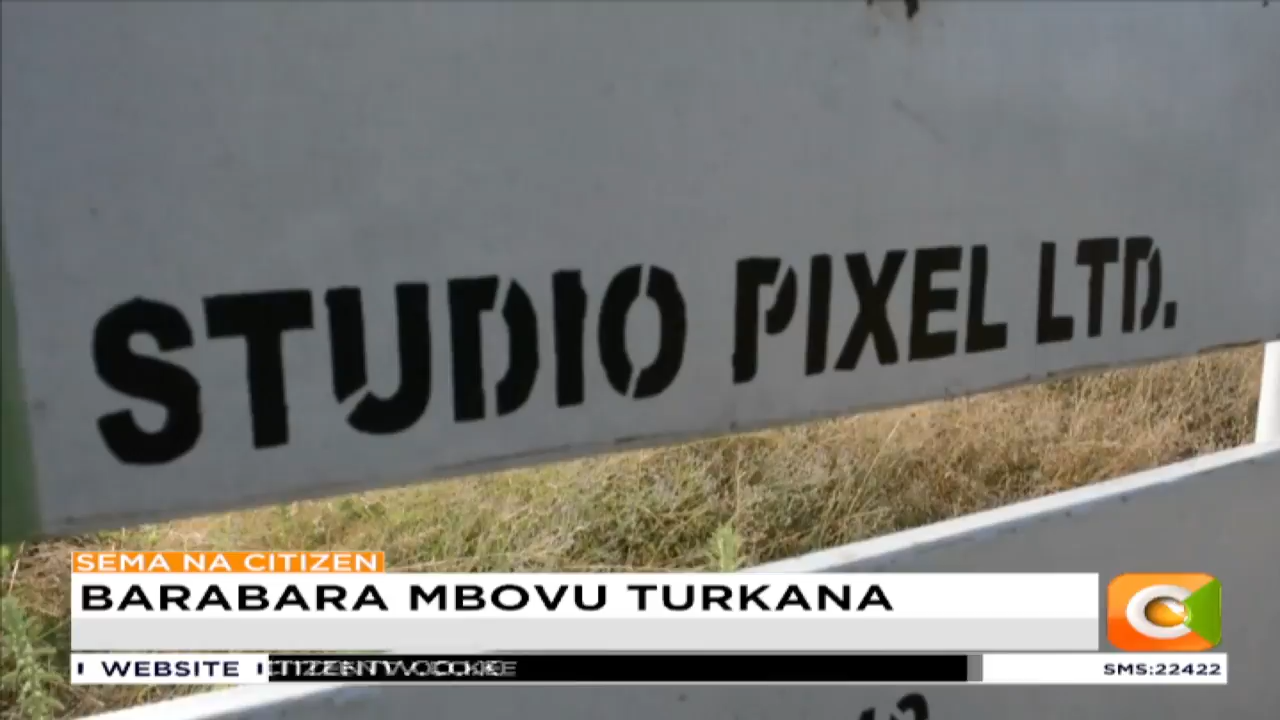 STUDIO PIXEL LTD.
SEMA NA CITIZEN
BARABARA MBOVU TURKANA
WEBSITE
SMS:22422